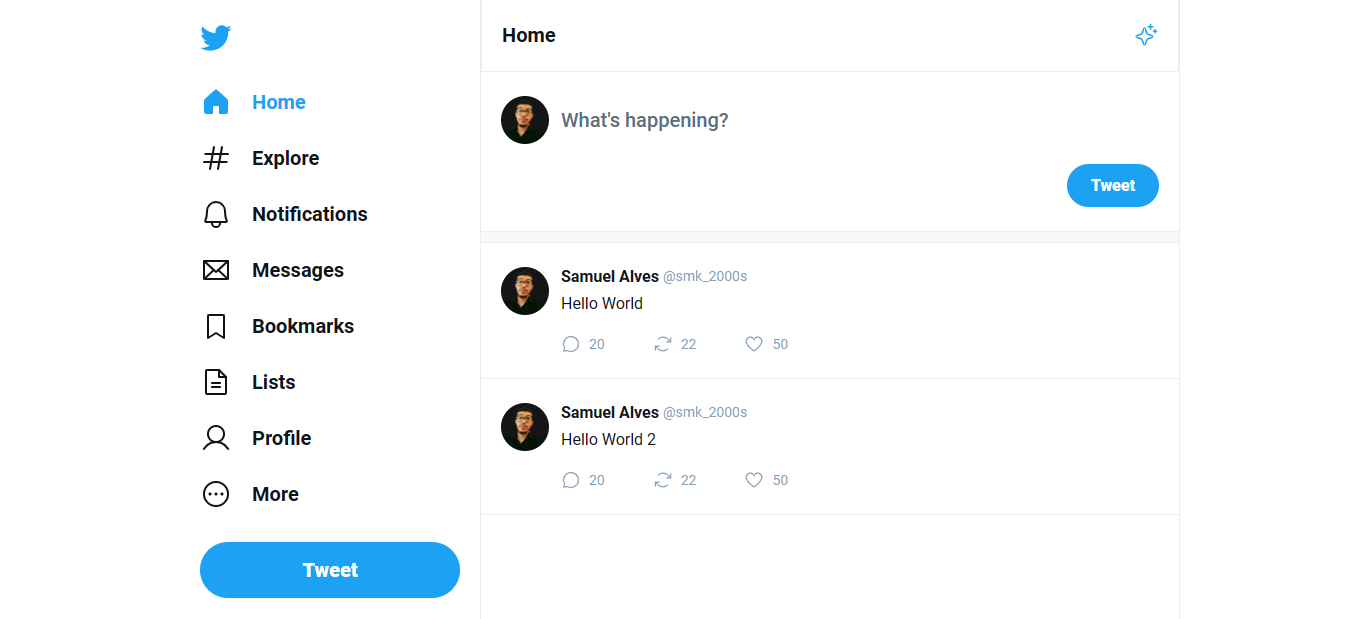 Home
Explore
Notifications
Messages
Bookmarks
Lists
Profile
More
Tweet
Home
What's happening?
Tweet
Samuel Alves @smk_2000s
Hello World
20 22 50
Samuel Alves @smk_2000s
Hello World 2
20 22 50